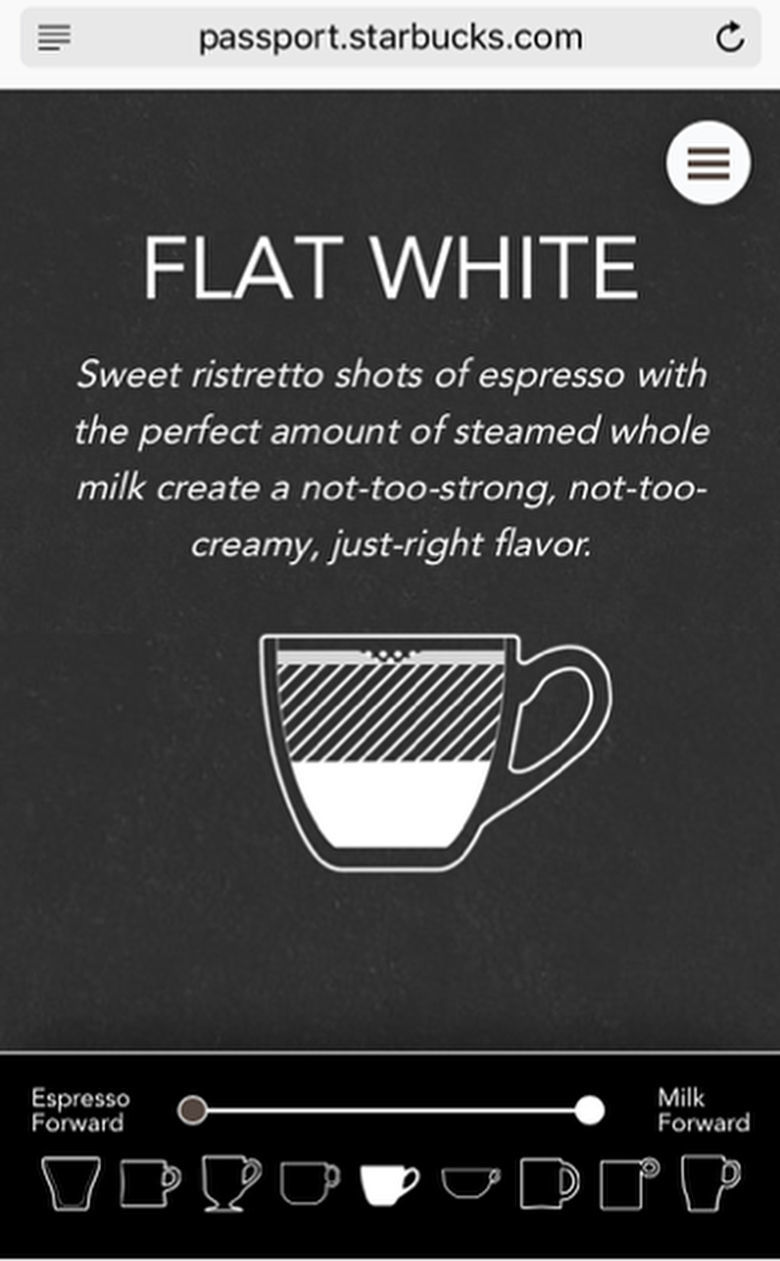 passport.starbucks.com
FLAT WHITE
Sweet ristretto shots of espresso with
the perfect amount of steamed whole
milk create a not-too-strong, not-too-
creamy, just-right flavor.
Espresso
Forward
Milk
Forward